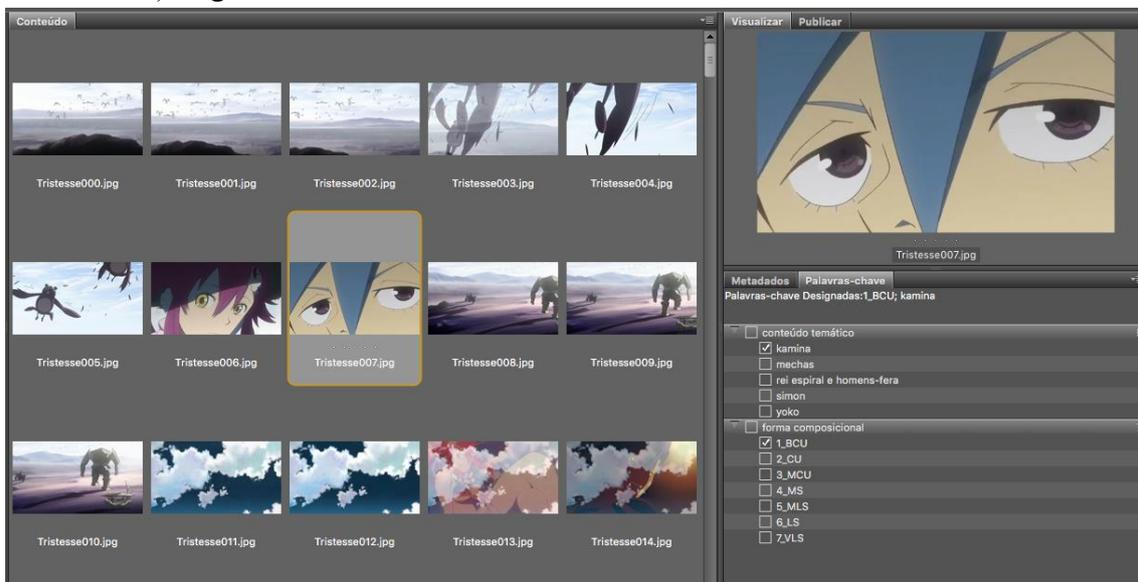 Conteúdo
Tristesse000.jpg Tristesse001.jpg Tristesse002.jpg Tristesse003.jpg Tristesse004.jpg
Tristesse005.jpg Tristesse006.jpg Tristesse007.jpg Tristesse008.jpg Tristesse009.jpg
Tristesse010.jpg Tristesse011.jpg Tristesse012.jpg Tristesse013.jpg Tristesse014.jpg
Visualizar Publicar
Tristesse007.jpg
Metadados Palavras-chave
Palavras-chave Designadas:1_BCU; kamina
conteúdo temático
kamina
mechas
rei espiral e homens-fera
simon
yoko
forma composicional
1_BCU
2_CU
3_MCU
4_MS
5_MLS
6_LS
7_VLS